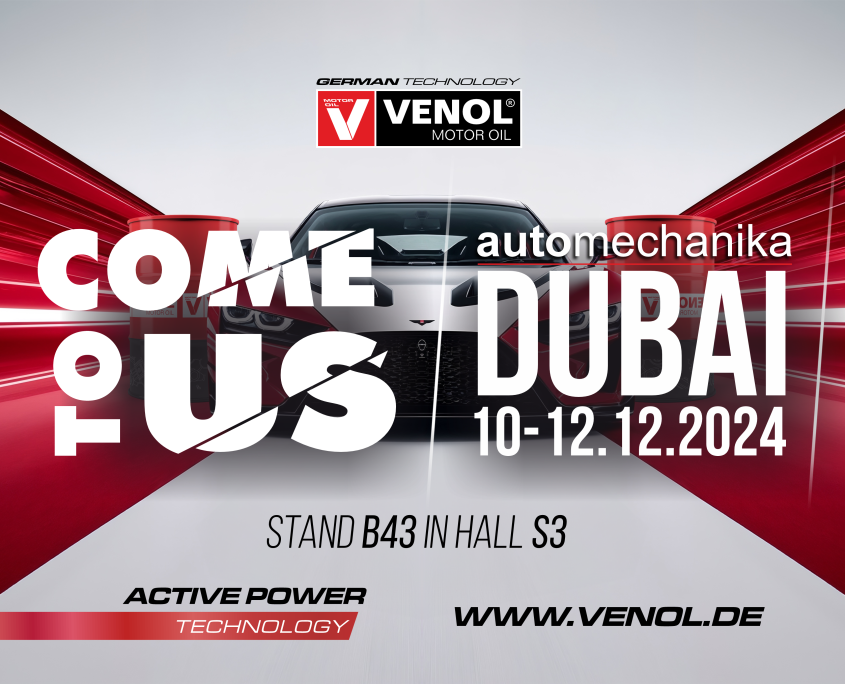 GERMAN TECHNOLOGY
MOTOR OIL
V
VENOL®
MOTOR OIL
COME
TO US
automechanika
DUBAI
10-12.12.2024
STAND B43 IN HALL S3
ACTIVE POWER
TECHNOLOGY
WWW.VENOL.DE